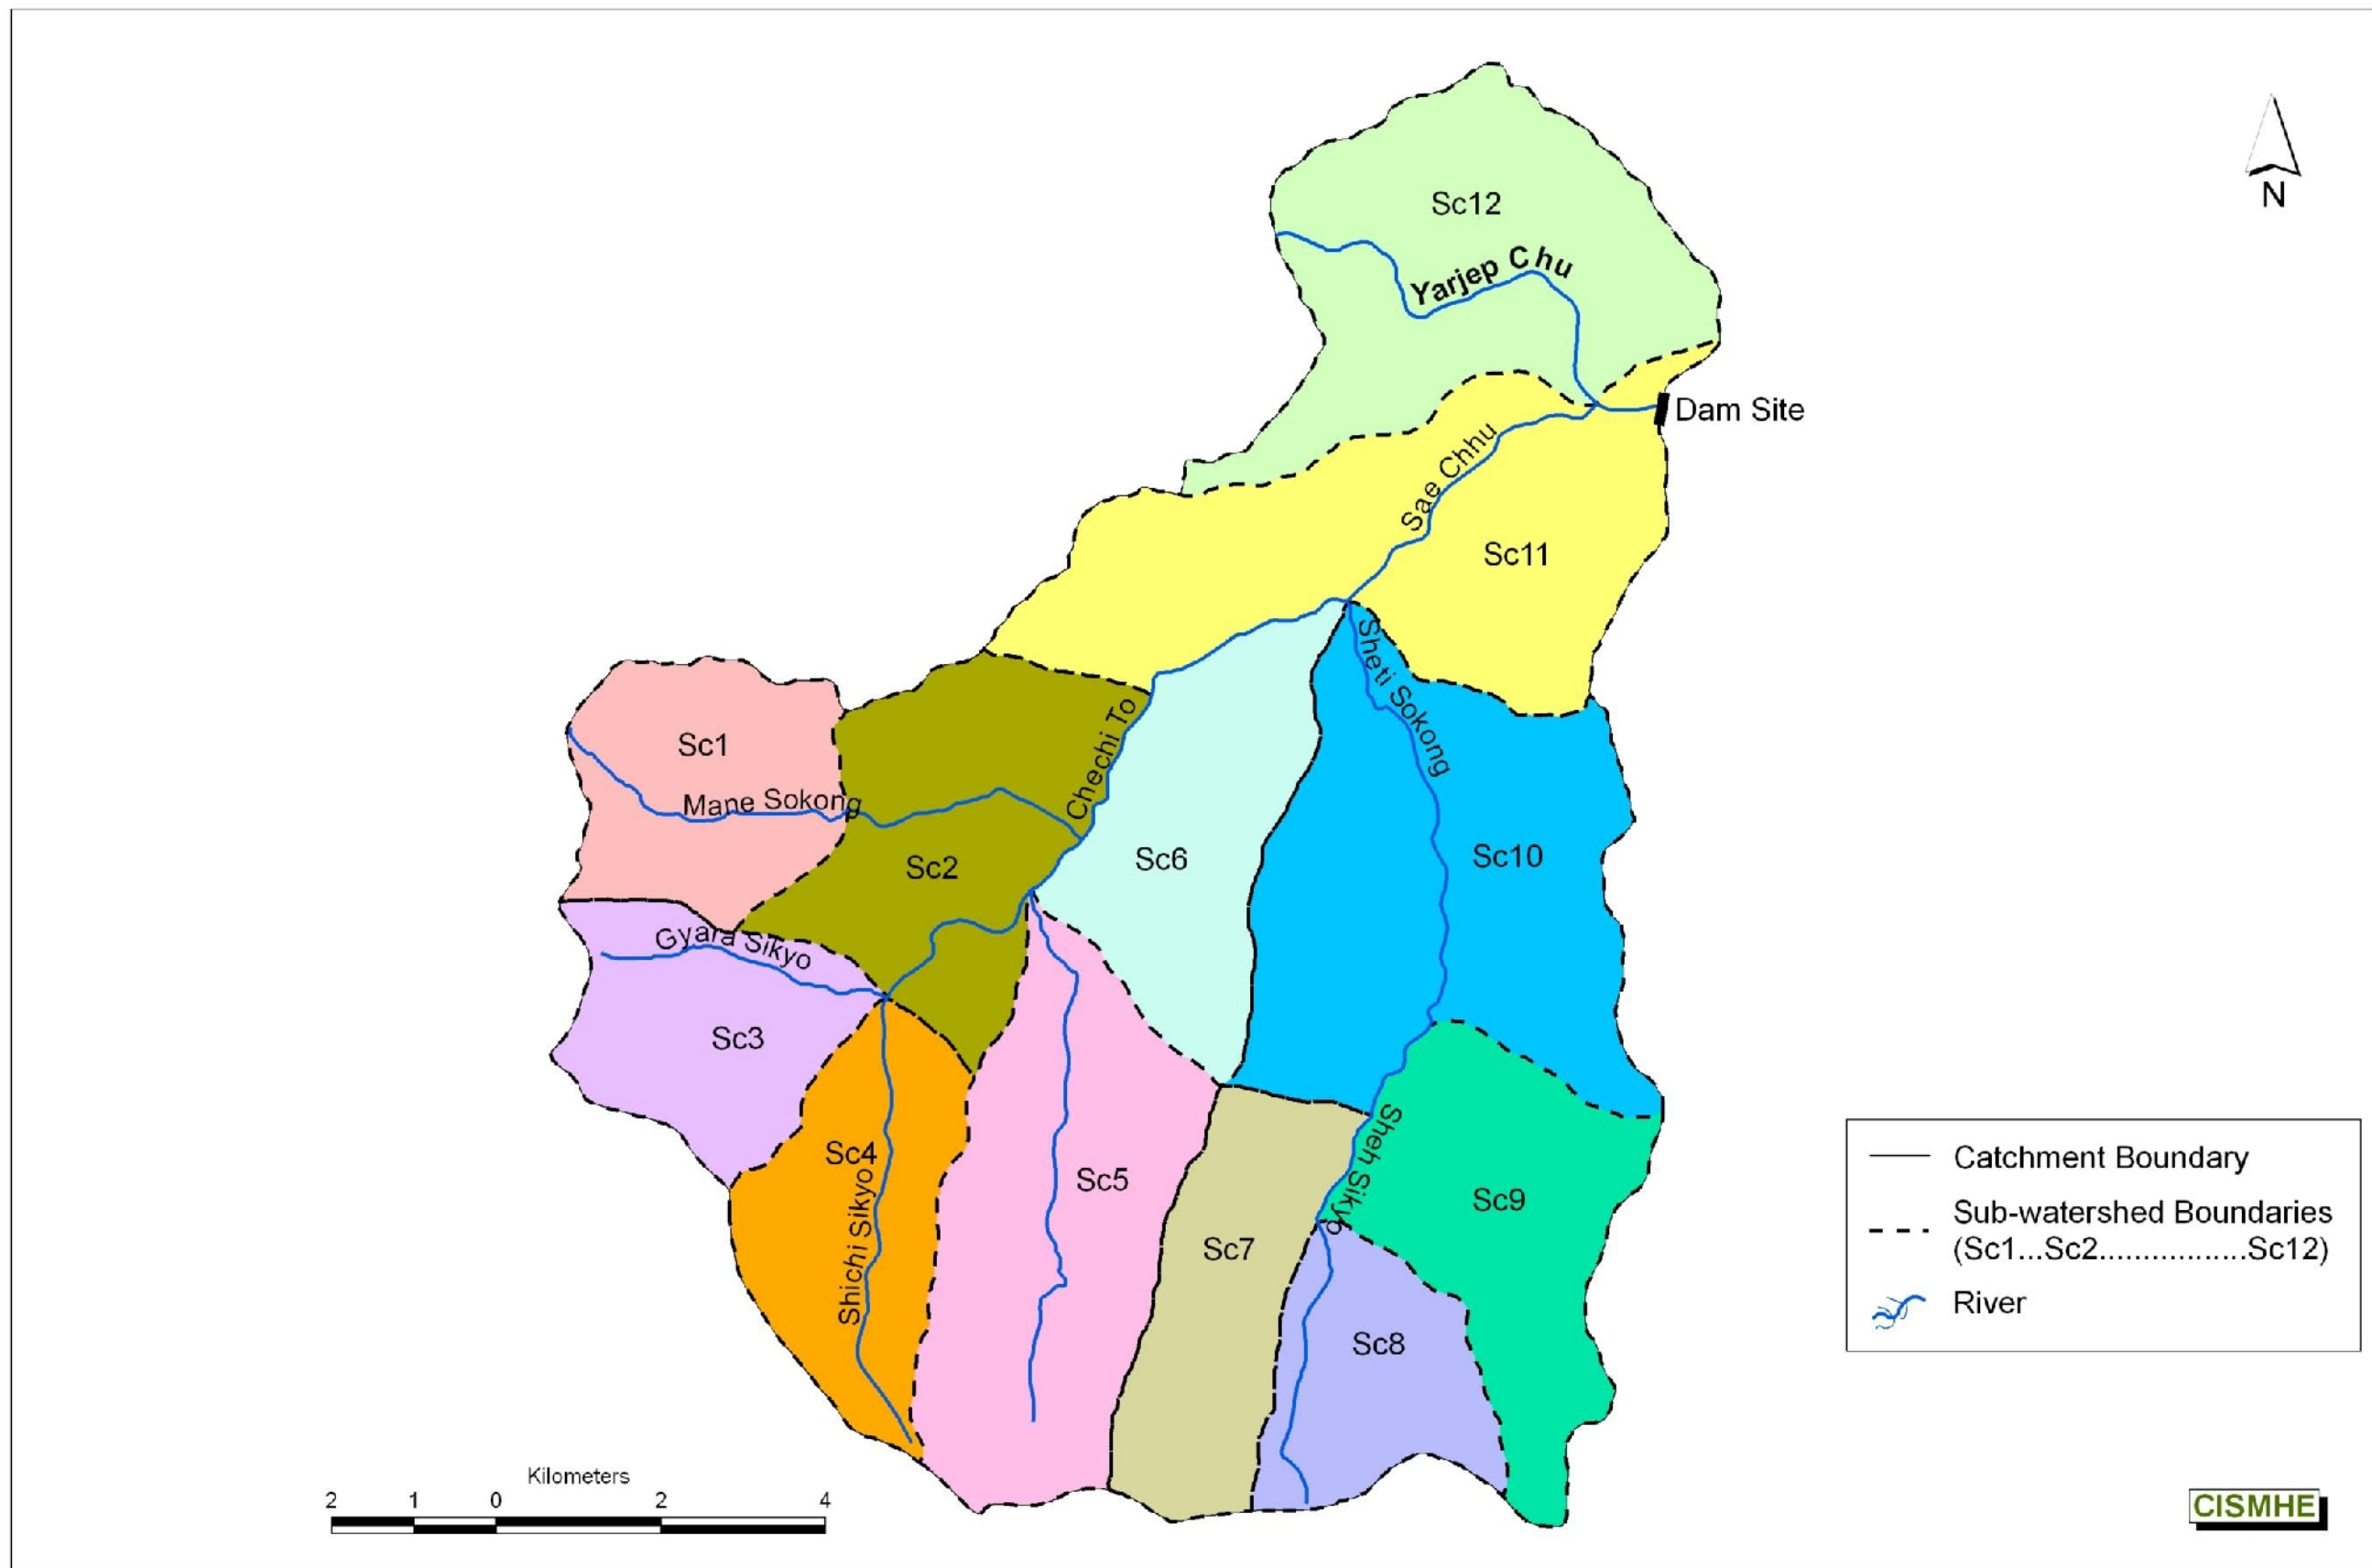 N
Sc12
Yarjep Chu
Dam Site
Sae Chhu
Sc11
Sheti Sokong
Chechi To
Sc1
Mane Sokong
Sc2
Sc6
Sc10
Gyara Sikyo
Sc3
Sc4
Shichi Sikyo
Sc5
Sheh Sikyo
Sc7
Sc9
Sc8
Catchment Boundary
Sub-watershed Boundaries
(Sc1...Sc2.................Sc12)
River
Kilometers
2 1 0 2 4
CISMHE